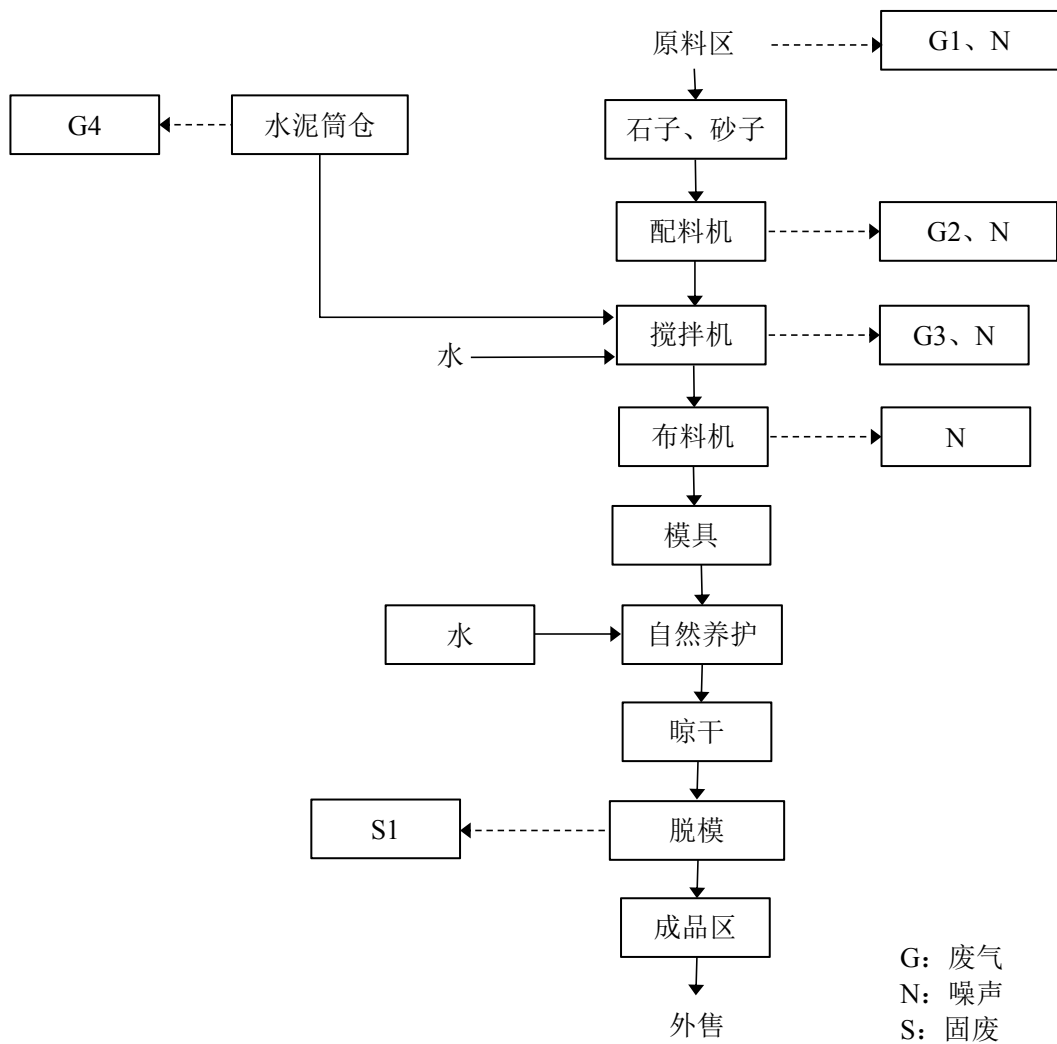 原料区
G1、N
G4
水泥筒仓
石子、砂子
配料机
G2、N
搅拌机
G3、N
水
布料机
N
模具
水
自然养护
晾干
S1
脱模
成品区
G：废气
N：噪声
S：固废
外售